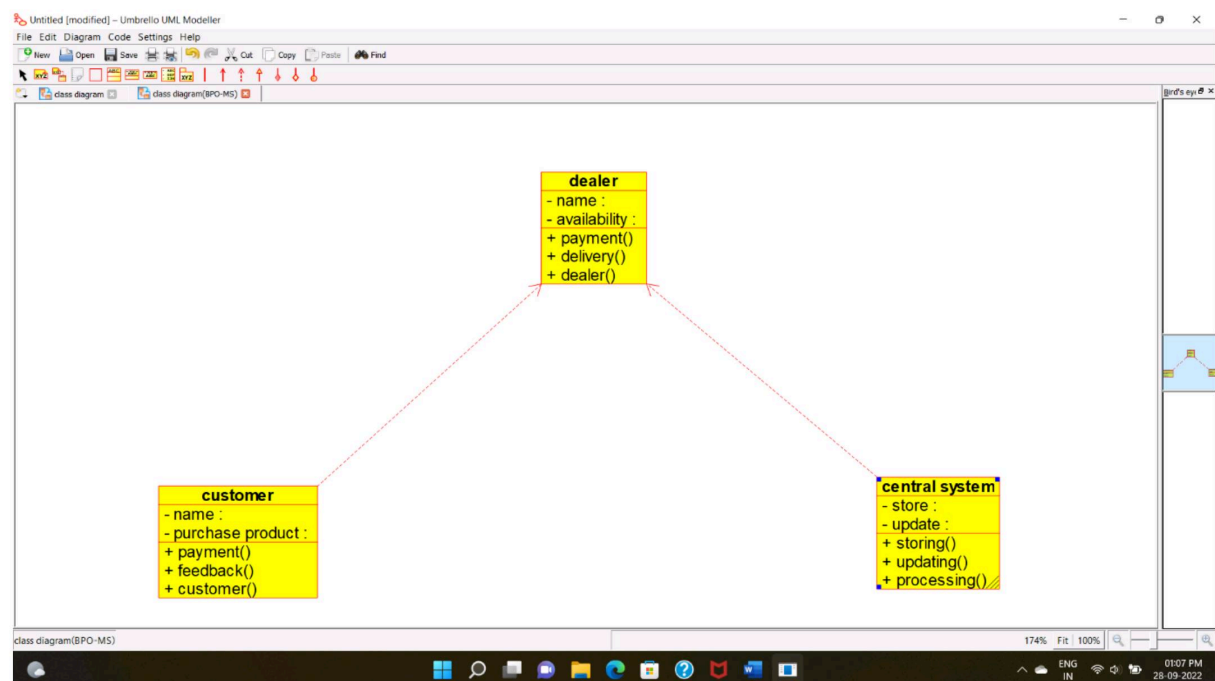 Untitled [modified] – Umbrello UML Modeller
File Edit Diagram Code Settings Help
New Open Save Cut Copy Paste Find
class diagram class diagram(BPO-MS)
Bird's eye
dealer
- name :
- availability :
+ payment()
+ delivery()
+ dealer()
customer
- name :
- purchase product :
+ payment()
+ feedback()
+ customer()
central system
- store :
- update :
+ storing()
+ updating()
+ processing()
class diagram(BPO-MS)
174% Fit 100%
ENG
IN
01:07 PM
28-09-2022